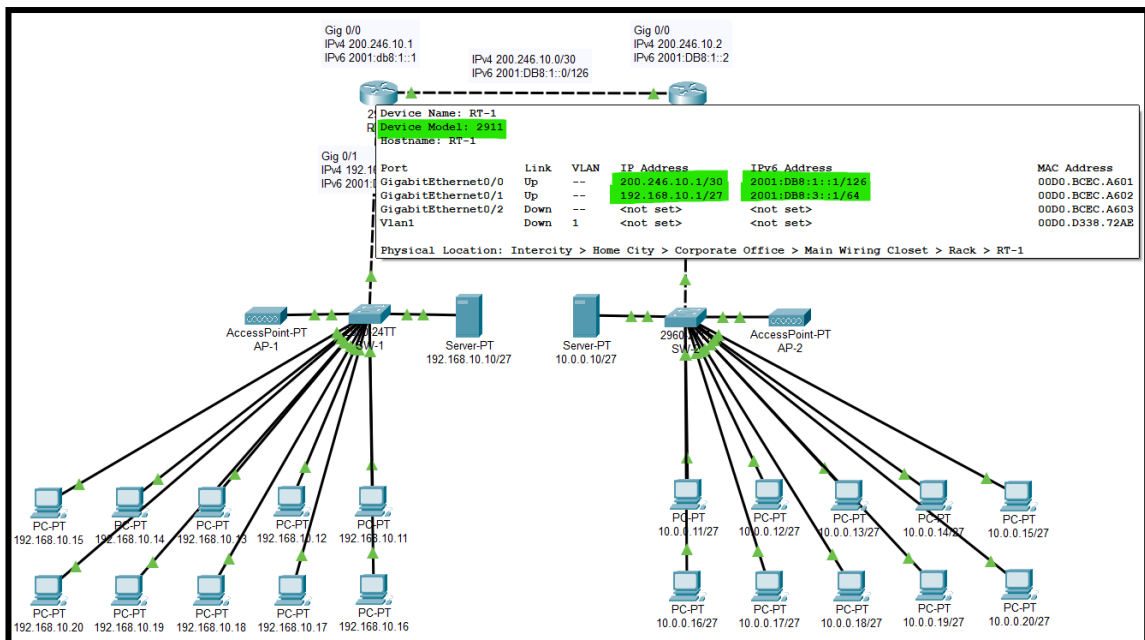 Gig 0/0
IPv4 200.246.10.1
IPv6 2001:db8:1::1
IPv4 200.246.10.0/30
IPv6 2001:DB8:1::0/126
Gig 0/0
IPv4 200.246.10.2
IPv6 2001:DB8:1::2
Gig 0/1
IPv4 192.16
IPv6 2001:
Device Name: RT-1
Device Model: 2911
Hostname: RT-1
Port Link VLAN IP Address IPv6 Address MAC Address
GigabitEthernet0/0 Up -- 200.246.10.1/30 2001:DB8:1::1/126 00D0.BCEC.A601
GigabitEthernet0/1 Up -- 192.168.10.1/27 2001:DB8:3::1/64 00D0.BCEC.A602
GigabitEthernet0/2 Down -- <not set> <not set> 00D0.BCEC.A603
Vlan1 Down 1 <not set> <not set> 00D0.D338.72AE
Physical Location: Intercity > Home City > Corporate Office > Main Wiring Closet > Rack > RT-1
AccessPoint-PT
AP-1
24TT
SW-1
Server-PT
192.168.10.10/27
Server-PT
10.0.0.10/27
2960
AccessPoint-PT
AP-2
PC-PT
192.168.10.15
PC-PT
192.168.10.14
PC-PT
192.168.10.13
PC-PT
192.168.10.12
PC-PT
192.168.10.11
PC-PT
10.0.0.11/27
PC-PT
10.0.0.12/27
PC-PT
10.0.0.13/27
PC-PT
10.0.0.14/27
PC-PT
10.0.0.15/27
PC-PT
192.168.10.20
PC-PT
192.168.10.19
PC-PT
192.168.10.18
PC-PT
192.168.10.17
PC-PT
192.168.10.16
PC-PT
10.0.0.16/27
PC-PT
10.0.0.17/27
PC-PT
10.0.0.18/27
PC-PT
10.0.0.19/27
PC-PT
10.0.0.20/27